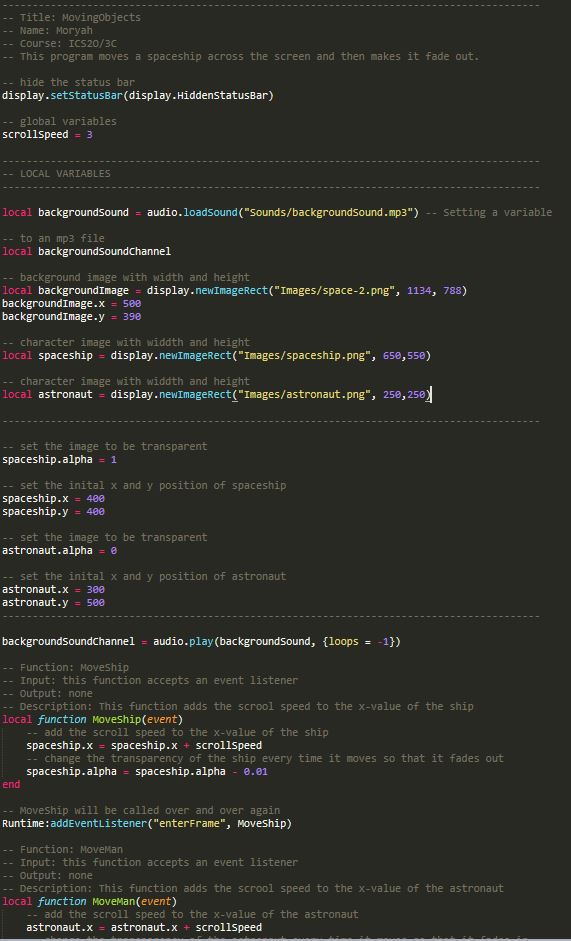 -----------------------------------------------------------------------------------------
-- Title: MovingObjects
-- Name: Moryah
-- Course: ICS2O/3C
-- This program moves a spaceship across the screen and then makes it fade out.
-- hide the status bar
display.setStatusBar(display.HiddenStatusBar)
-- global variables
scrollSpeed = 3
-----------------------------------------------------------------------------------------
-- LOCAL VARIABLES
-----------------------------------------------------------------------------------------
local backgroundSound = audio.loadSound("Sounds/backgroundSound.mp3") -- Setting a variable
-- to an mp3 file
local backgroundSoundChannel
-- background image with width and height
local backgroundImage = display.newImageRect("Images/space-2.png", 1134, 788)
backgroundImage.x = 500
backgroundImage.y = 390
-- character image with widdth and height
local spaceship = display.newImageRect("Images/spaceship.png", 650,550)
-- character image with widdth and height
local astronaut = display.newImageRect("Images/astronaut.png", 250,250)
-----------------------------------------------------------------------------------------
-- set the image to be transparent
spaceship.alpha = 1
-- set the inital x and y position of spaceship
spaceship.x = 400
spaceship.y = 400
-- set the image to be transparent
astronaut.alpha = 0
-- set the inital x and y position of astronaut
astronaut.x = 300
astronaut.y = 500
-----------------------------------------------------------------------------------------
backgroundSoundChannel = audio.play(backgroundSound, {loops = -1})
-- Function: MoveShip
-- Input: this function accepts an event listener
-- Output: none
-- Description: This function adds the scrool speed to the x-value of the ship
local function MoveShip(event)
-- add the scroll speed to the x-value of the ship
spaceship.x = spaceship.x + scrollSpeed
-- change the transparency of the ship every time it moves so that it fades out
spaceship.alpha = spaceship.alpha - 0.01
end
-- MoveShip will be called over and over again
Runtime:addEventListener("enterFrame", MoveShip)
-- Function: MoveMan
-- Input: this function accepts an event listener
-- Output: none
-- Description: This function adds the scrool speed to the x-value of the astronaut
local function MoveMan(event)
-- add the scroll speed to the x-value of the astronaut
astronaut.x = astronaut.x + scrollSpeed